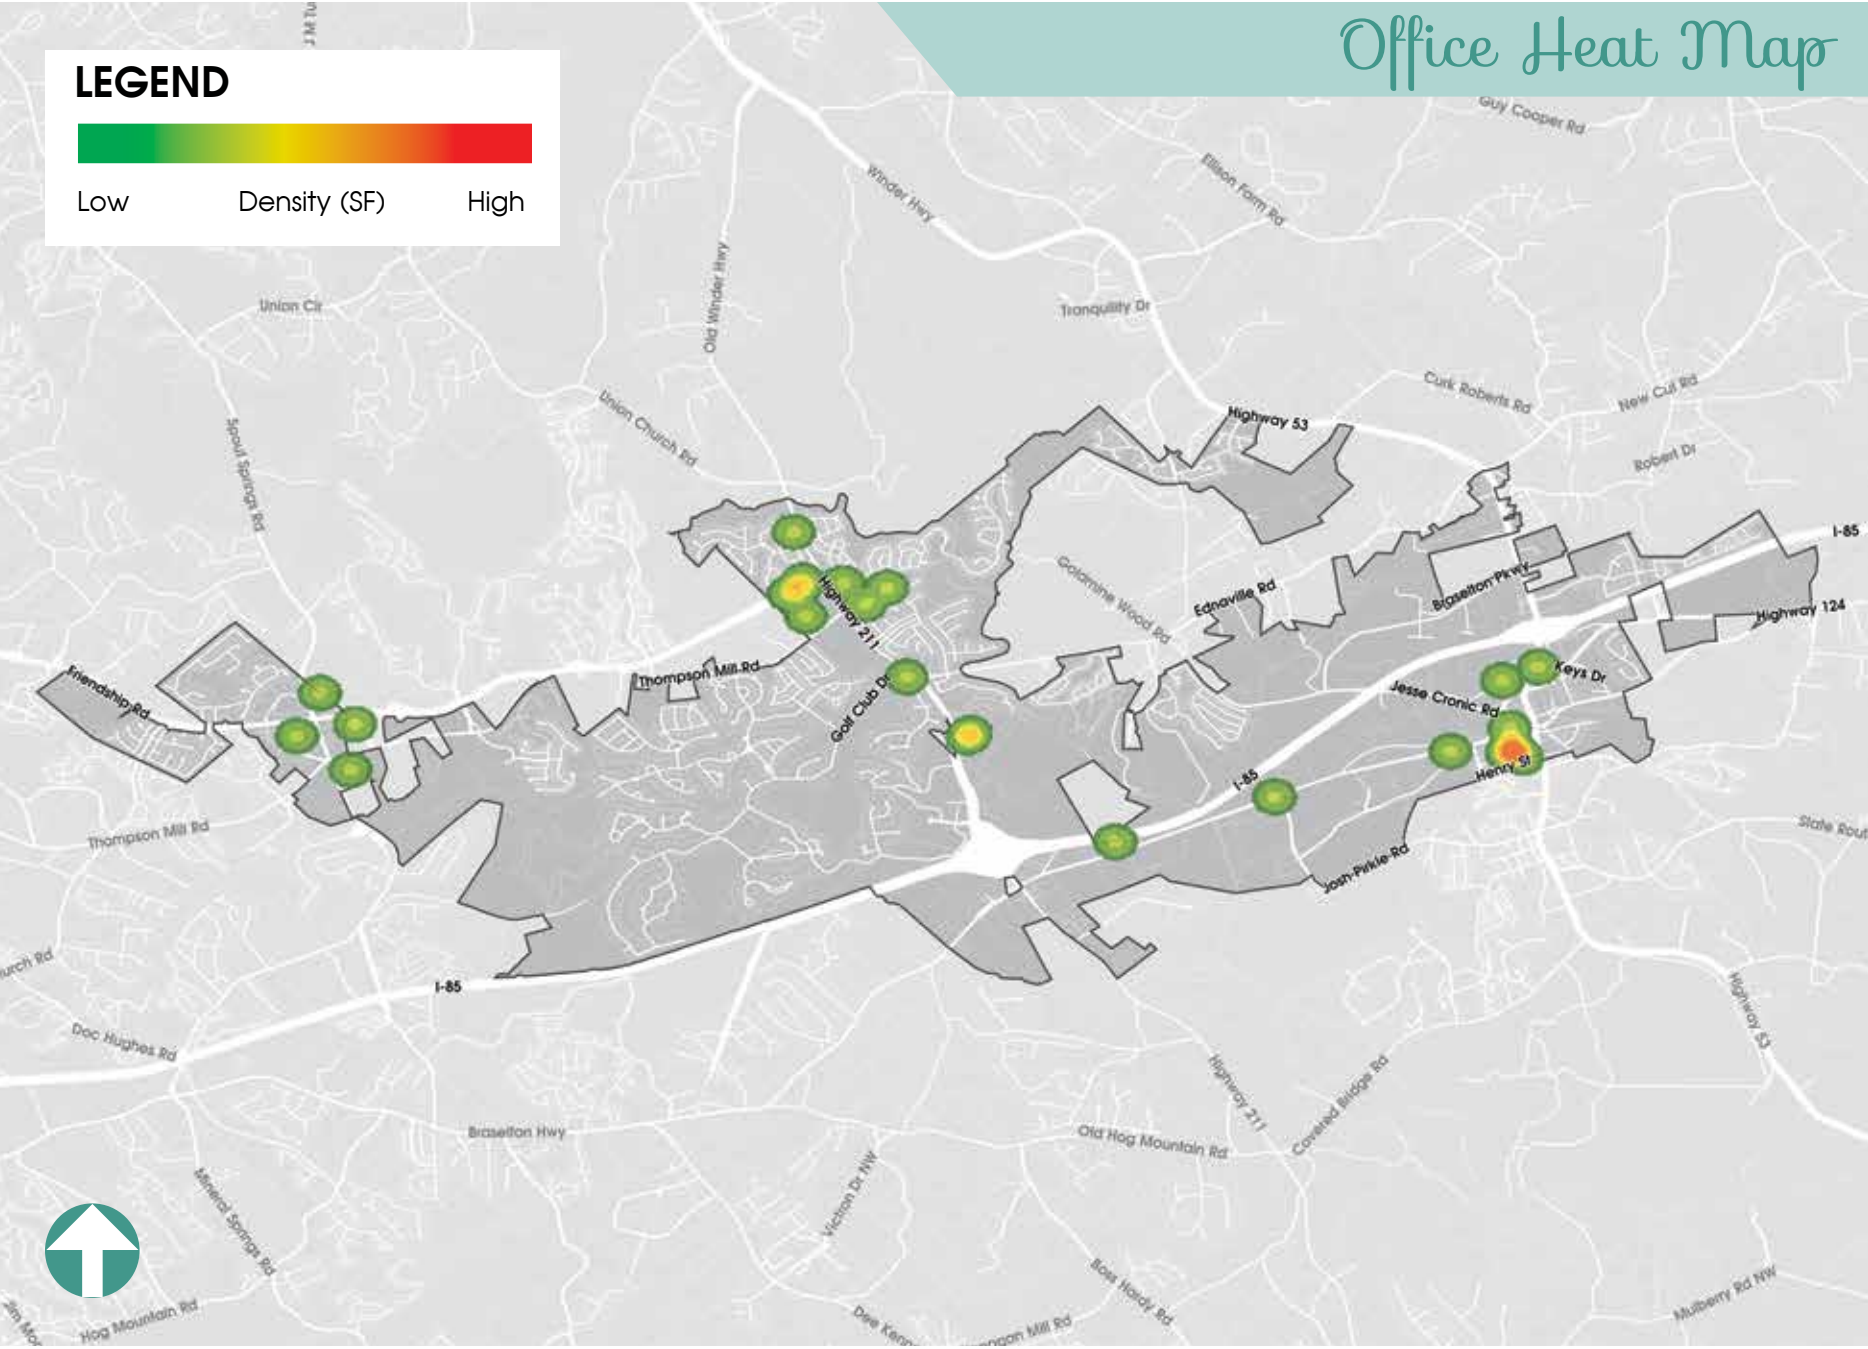 Office Heat Map
LEGEND
Low Density (SF) High
Guy Cooper Rd
Ellison Farm Rd
Winder Hwy
Old Winder Hwy
Union Cir
Tranquility Dr
Curk Roberts Rd
New Cut Rd
Union Church Rd
Highway 53
Spout Springs Rd
Robert Dr
I-85
Goldmine Wood Rd
Ednaville Rd
Braselton Pkwy
Highway 124
Highway 211
Thompson Mill Rd
Friendship Rd
Golf Club Dr
Keys Dr
Jesse Cronic Rd
Henry St
I-85
Thompson Mill Rd
Josh Pirkle Rd
I-85
Doc Hughes Rd
Highway 53
Highway 211
Covered Bridge Rd
Braselton Hwy
Old Hog Mountain Rd
Mineral Springs Rd
Victron Dr NW
Boss Hardy Rd
Mulberry Rd NW
Hog Mountain Rd
Mill Rd